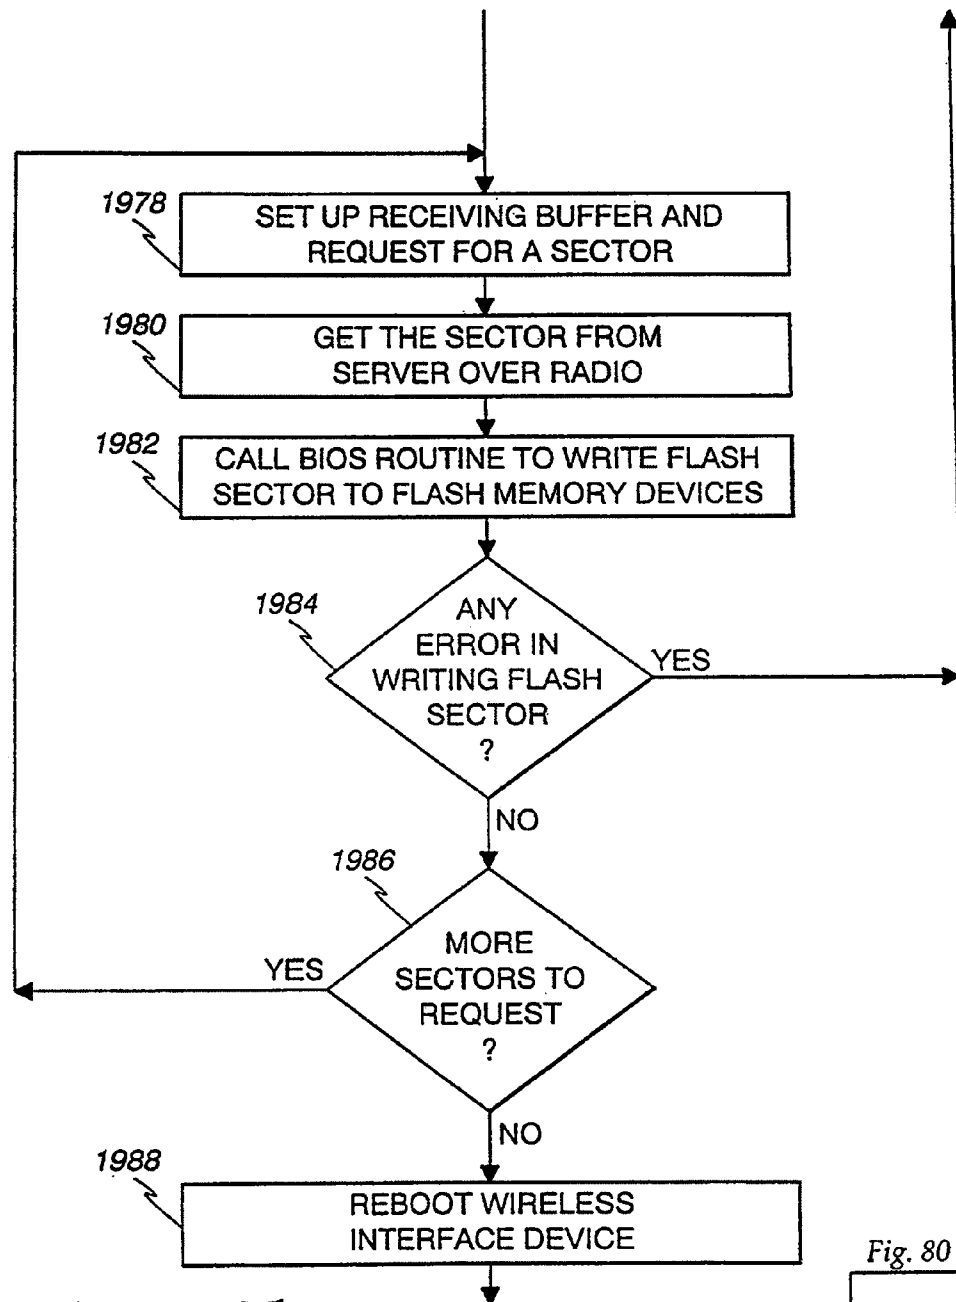 1978
SET UP RECEIVING BUFFER AND
REQUEST FOR A SECTOR
1980
GET THE SECTOR FROM
SERVER OVER RADIO
1982
CALL BIOS ROUTINE TO WRITE FLASH
SECTOR TO FLASH MEMORY DEVICES
1984
ANY
ERROR IN
WRITING FLASH
SECTOR
?
YES
NO
1986
MORE
SECTORS TO
REQUEST
?
YES
NO
1988
REBOOT WIRELESS
INTERFACE DEVICE
Fig. 80